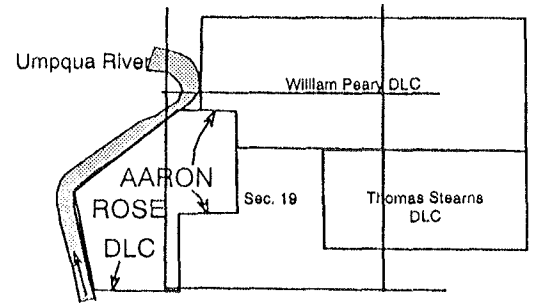 Umpqua River
William Peary DLC
AARON
ROSE
DLC
Sec. 19
Thomas Stearns
DLC